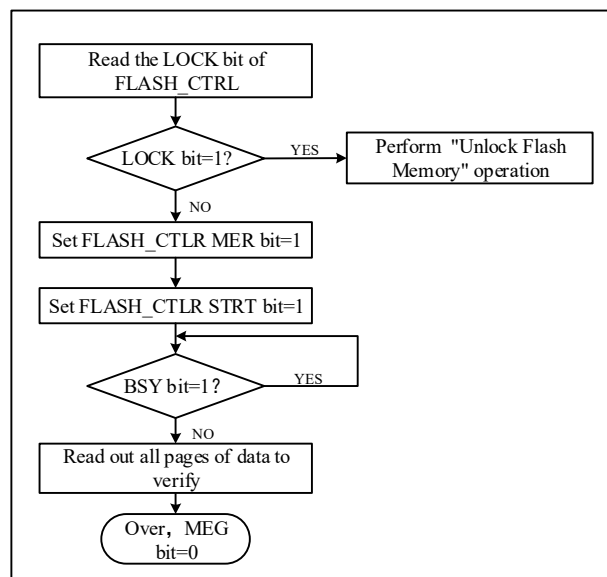 Read the LOCK bit of
FLASH_CTRL
LOCK bit=1?
YES
Perform "Unlock Flash
Memory" operation
NO
Set FLASH_CTLR MER bit=1
Set FLASH_CTLR STRT bit=1
BSY bit=1?
YES
NO
Read out all pages of data to
verify
Over, MEG
bit=0